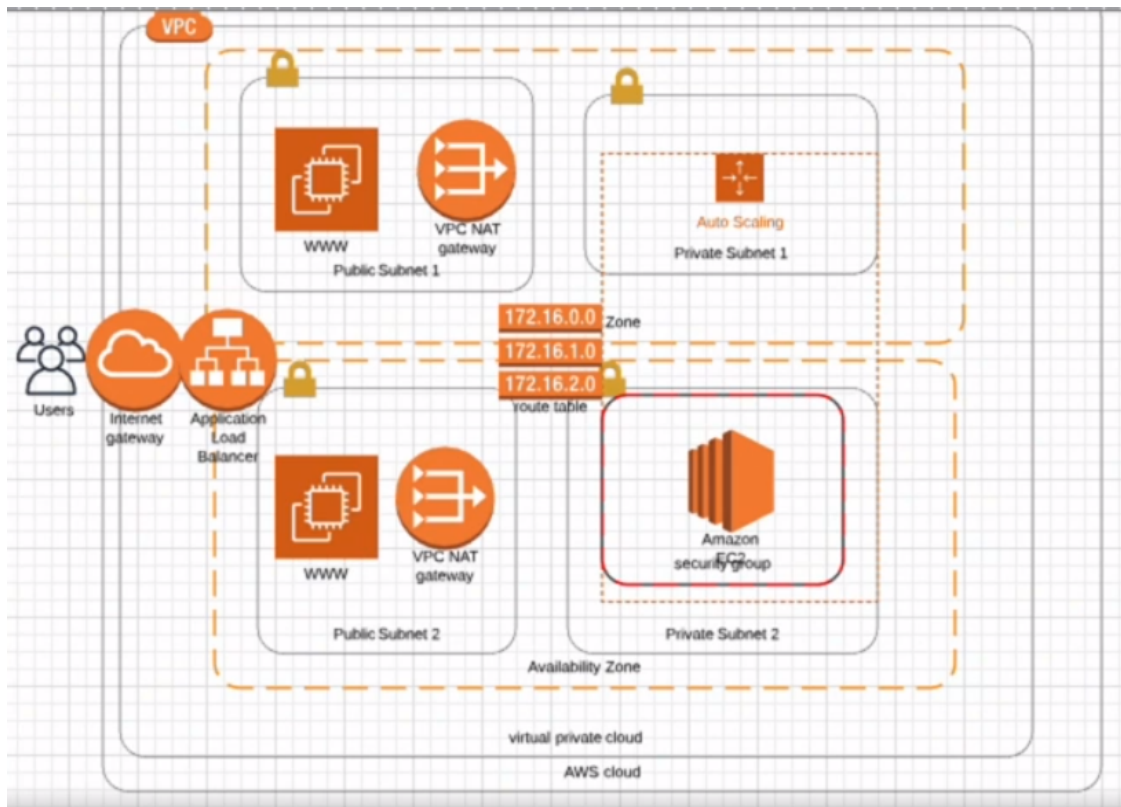 VPC
WWW
VPC NAT
gateway
Public Subnet 1
Auto Scaling
Private Subnet 1
172.16.0.0
172.16.1.0
172.16.2.0
route table
Zone
Users
Internet
gateway
Application
Load
Balancer
WWW
VPC NAT
gateway
Public Subnet 2
Amazon
EC2
security group
Private Subnet 2
Availability Zone
virtual private cloud
AWS cloud